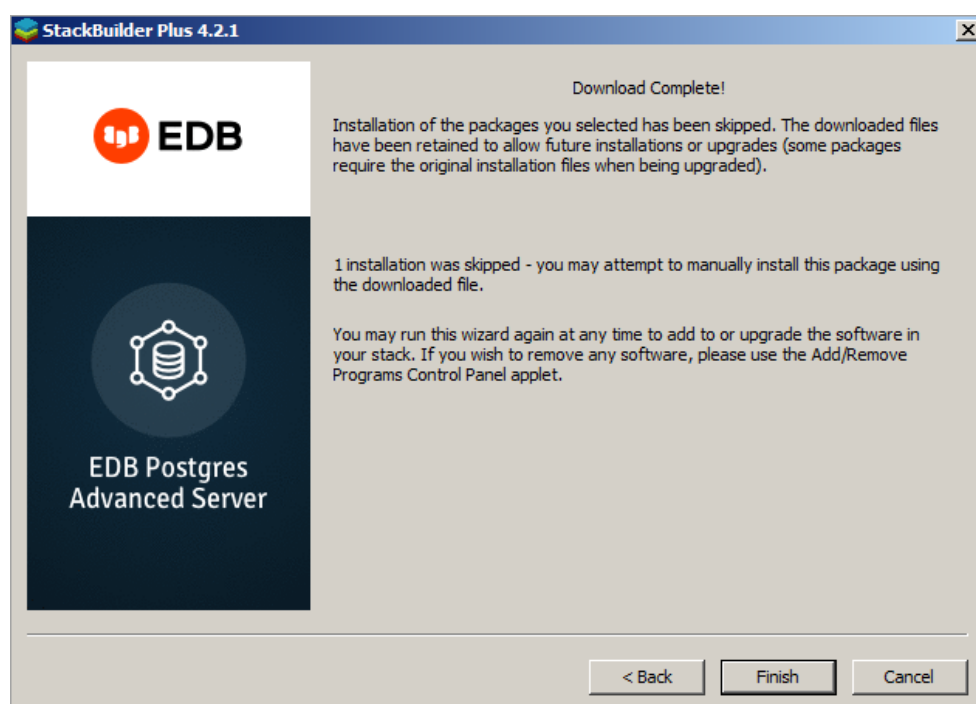 StackBuilder Plus 4.2.1
EDB
EDB Postgres
Advanced Server
Download Complete!
Installation of the packages you selected has been skipped. The downloaded files
have been retained to allow future installations or upgrades (some packages
require the original installation files when being upgraded).
1 installation was skipped - you may attempt to manually install this package using
the downloaded file.
You may run this wizard again at any time to add to or upgrade the software in
your stack. If you wish to remove any software, please use the Add/Remove
Programs Control Panel applet.
< Back
Finish
Cancel